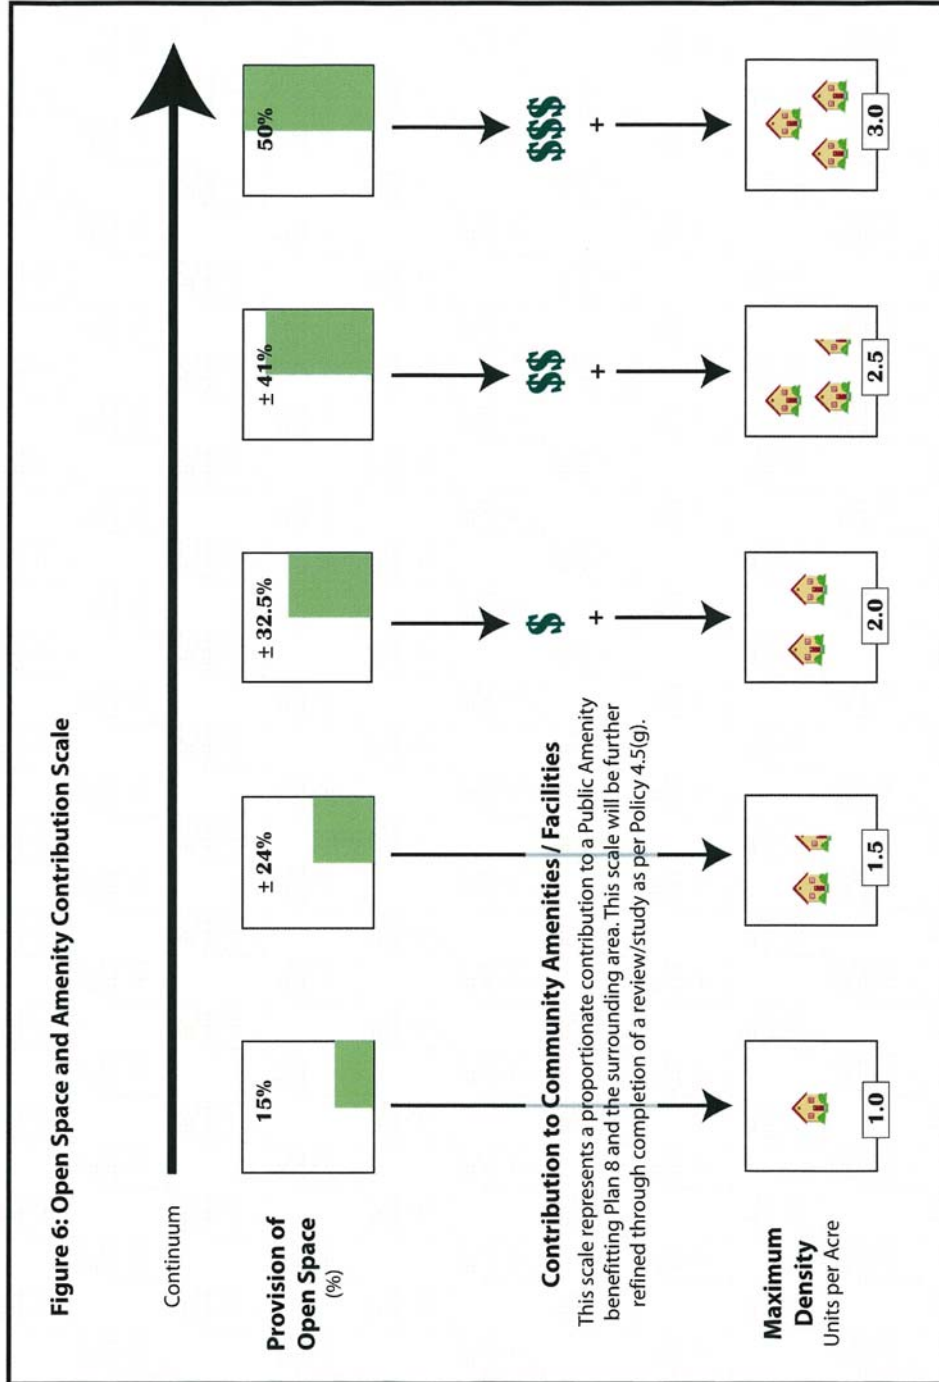 Figure 6: Open Space and Amenity Contribution Scale
Continuum
Provision of
Open Space
(%)
15%
± 24%
± 32.5%
± 41%
50%
Contribution to Community Amenities / Facilities
This scale represents a proportionate contribution to a Public Amenity
benefitting Plan 8 and the surrounding area. This scale will be further
refined through completion of a review/study as per Policy 4.5(g).
$
$$
$$$
+
+
+
Maximum
Density
Units per Acre
1.0
1.5
2.0
2.5
3.0